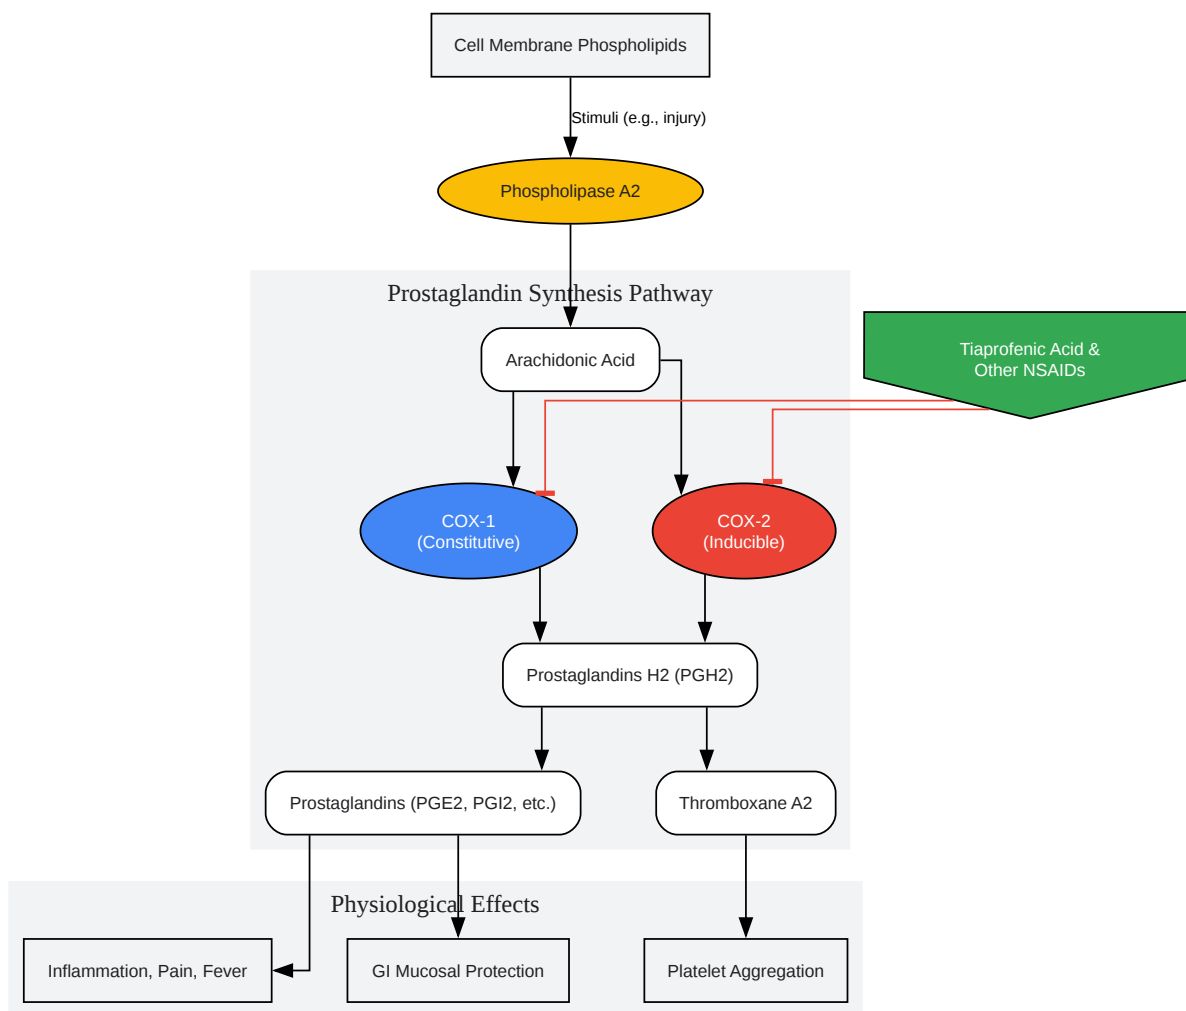 Cell Membrane Phospholipids
Stimuli (e.g., injury)
Phospholipase A2
Prostaglandin Synthesis Pathway
Arachidonic Acid
Tiaprofenic Acid &
Other NSAIDs
COX-1
(Constitutive)
COX-2
(Inducible)
Prostaglandins H2 (PGH2)
Prostaglandins (PGE2, PGI2, etc.)
Thromboxane A2
Physiological Effects
Inflammation, Pain, Fever
GI Mucosal Protection
Platelet Aggregation